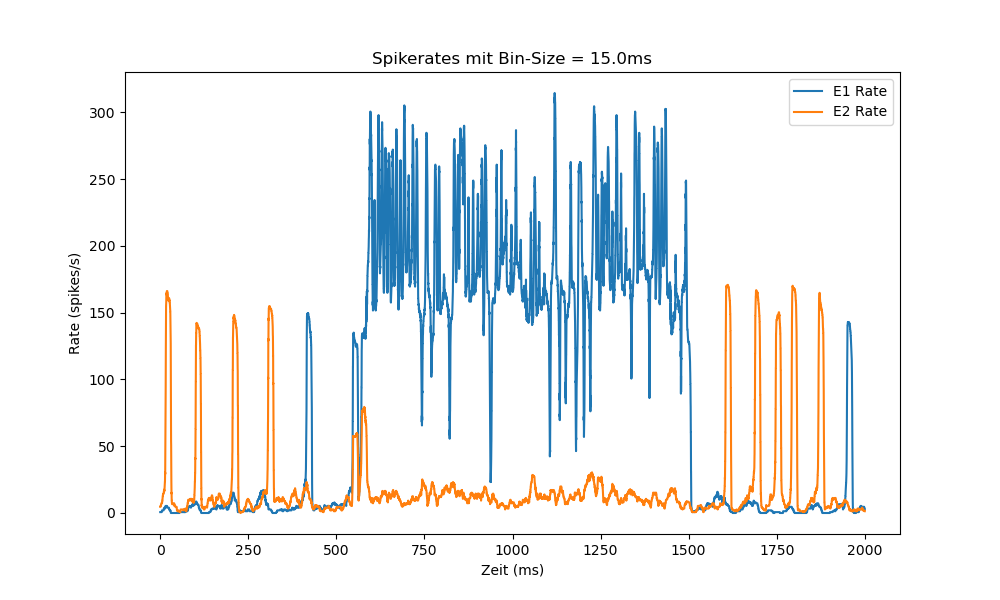 Spikerates mit Bin-Size = 15.0ms
E1 Rate
E2 Rate
300
250
200
150
100
50
0
Rate (spikes/s)
0 250 500 750 1000 1250 1500 1750 2000
Zeit (ms)